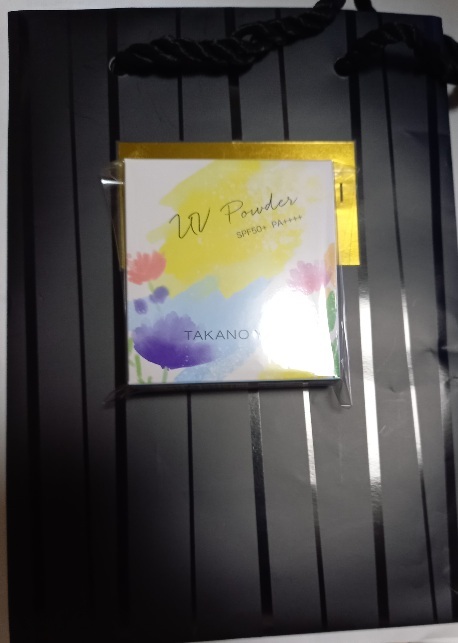 UV Powder
SPF50+ PA++++
TAKANO